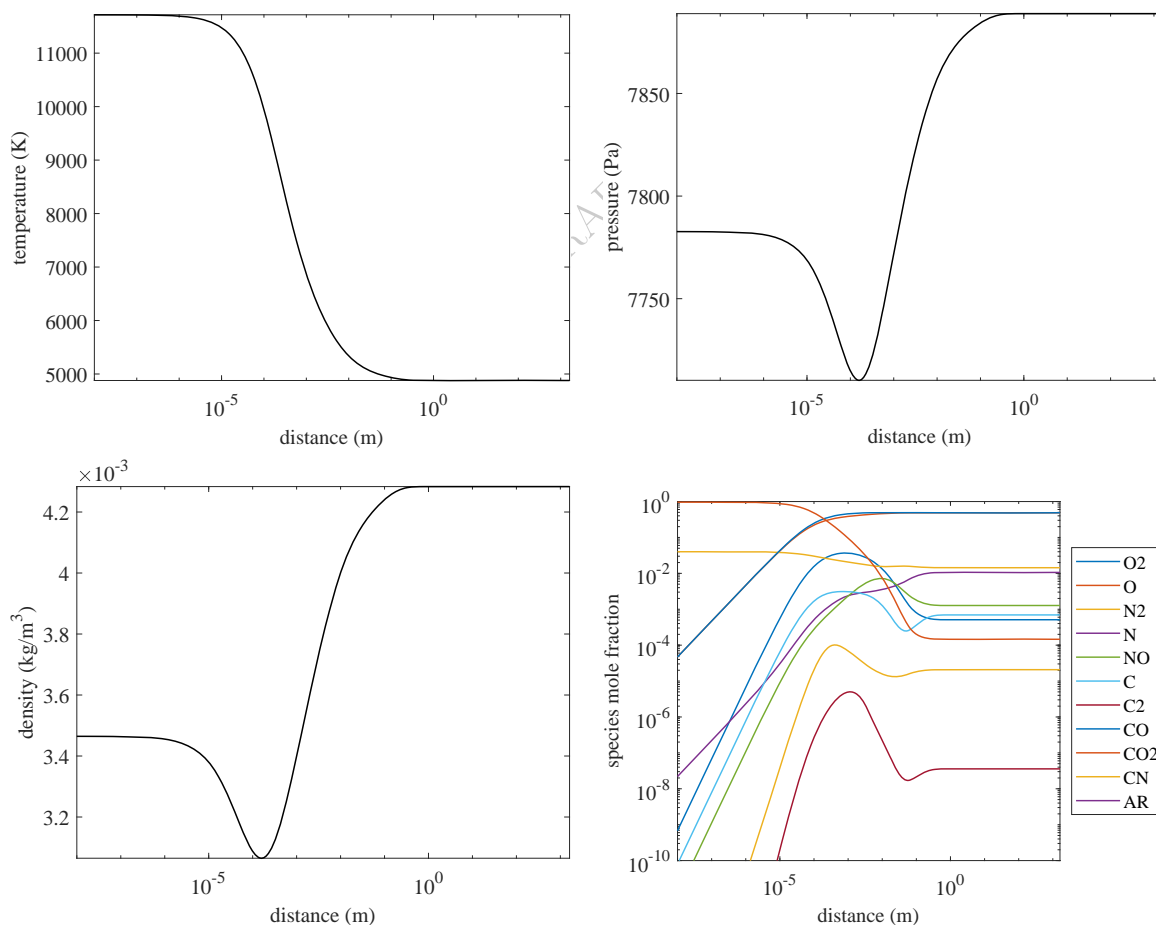 11000
10000
9000
8000
7000
6000
5000
temperature (K)
10^-5
10^0
distance (m)
7850
7800
7750
pressure (Pa)
10^-5
10^0
distance (m)
×10^-3
4.2
4
3.8
3.6
3.4
3.2
density (kg/m^3)
10^-5
10^0
distance (m)
10^0
10^-2
10^-4
10^-6
10^-8
10^-10
species mole fraction
10^-5
10^0
distance (m)
O2
O
N2
N
NO
C
C2
CO
CO2
CN
AR